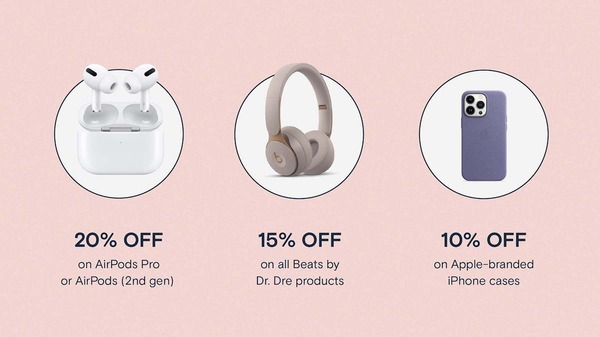 20% OFF
on AirPods Pro
or AirPods (2nd gen)
15% OFF
on all Beats by
Dr. Dre products
10% OFF
on Apple-branded
iPhone cases